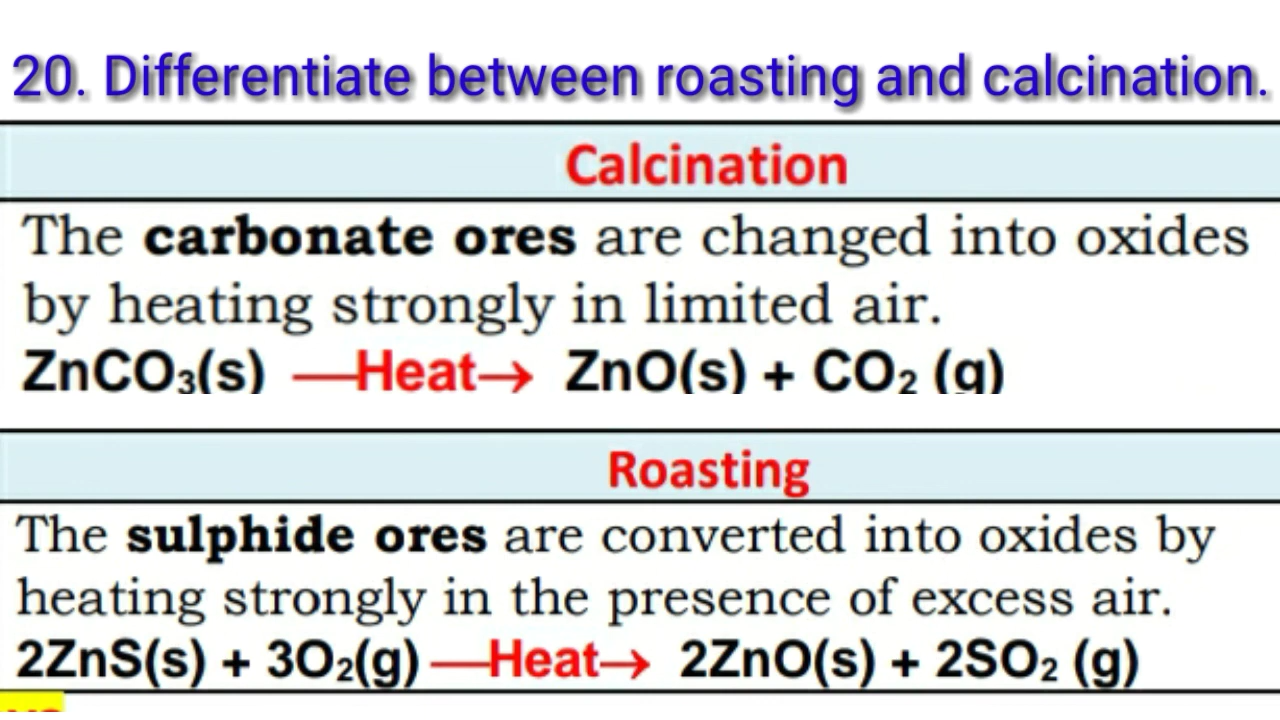 20. Differentiate between roasting and calcination.
Calcination
The carbonate ores are changed into oxides
by heating strongly in limited air.
ZnCO₃(s) —Heat→ ZnO(s) + CO₂ (g)
Roasting
The sulphide ores are converted into oxides by
heating strongly in the presence of excess air.
2ZnS(s) + 3O₂(g) —Heat→ 2ZnO(s) + 2SO₂ (g)